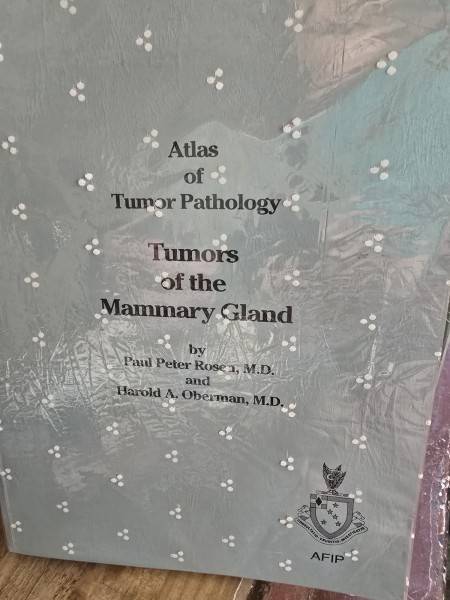 Atlas
of
Tumor Pathology
Tumors
of the
Mammary Gland
by
Paul Peter Rosen, M.D.
and
Harold A. Oberman, M.D.
AFIP